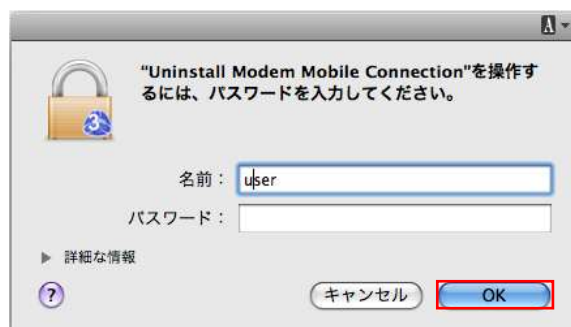 A
"Uninstall Modem Mobile Connection"を操作す
るには、パスワードを入力してください。
3
名前： user
パスワード：
詳細な情報
?
キャンセル OK